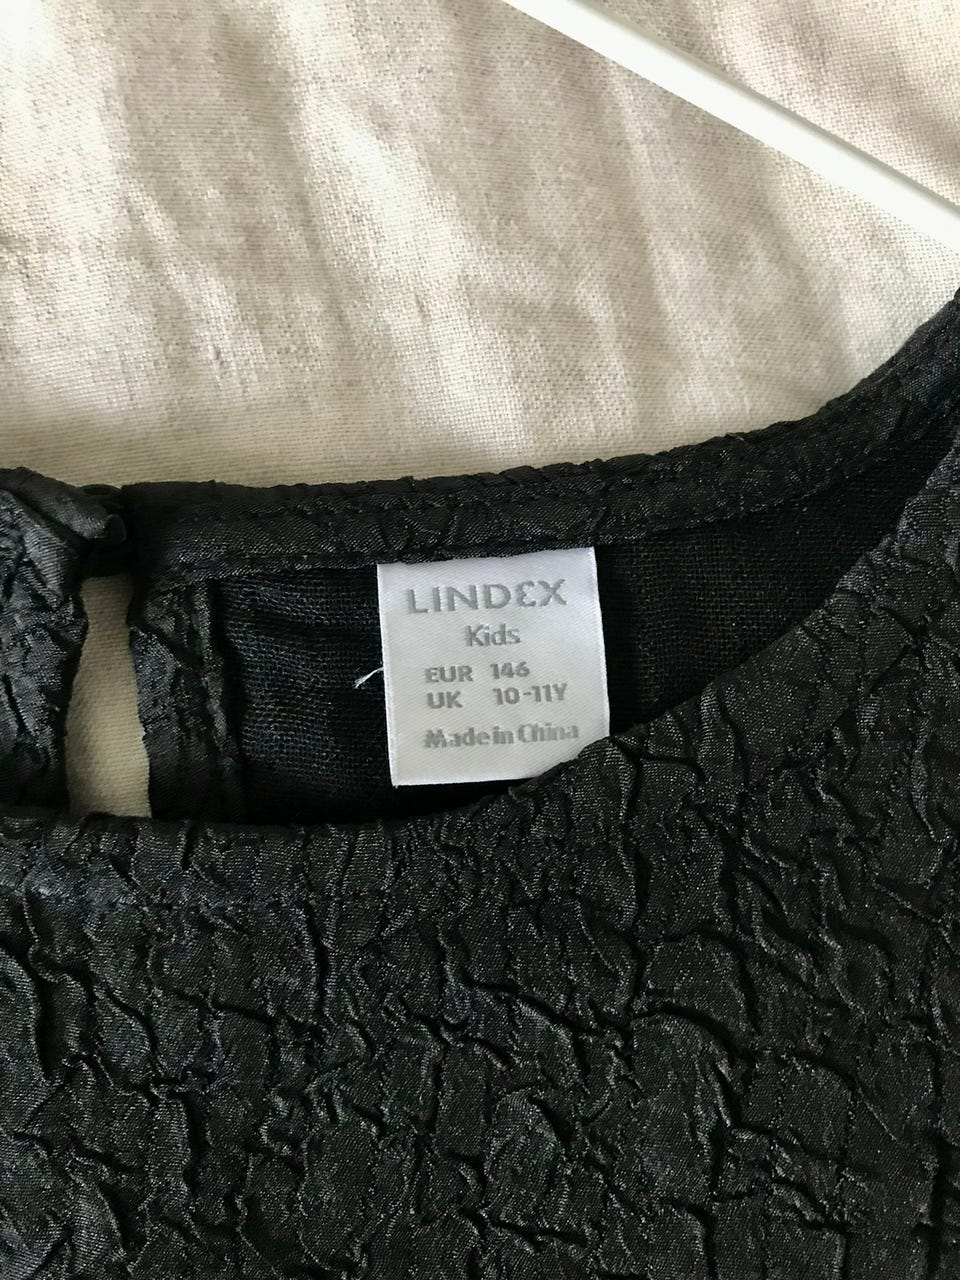 LINDEX
Kids
EUR 146
UK 10-11Y
Made in China